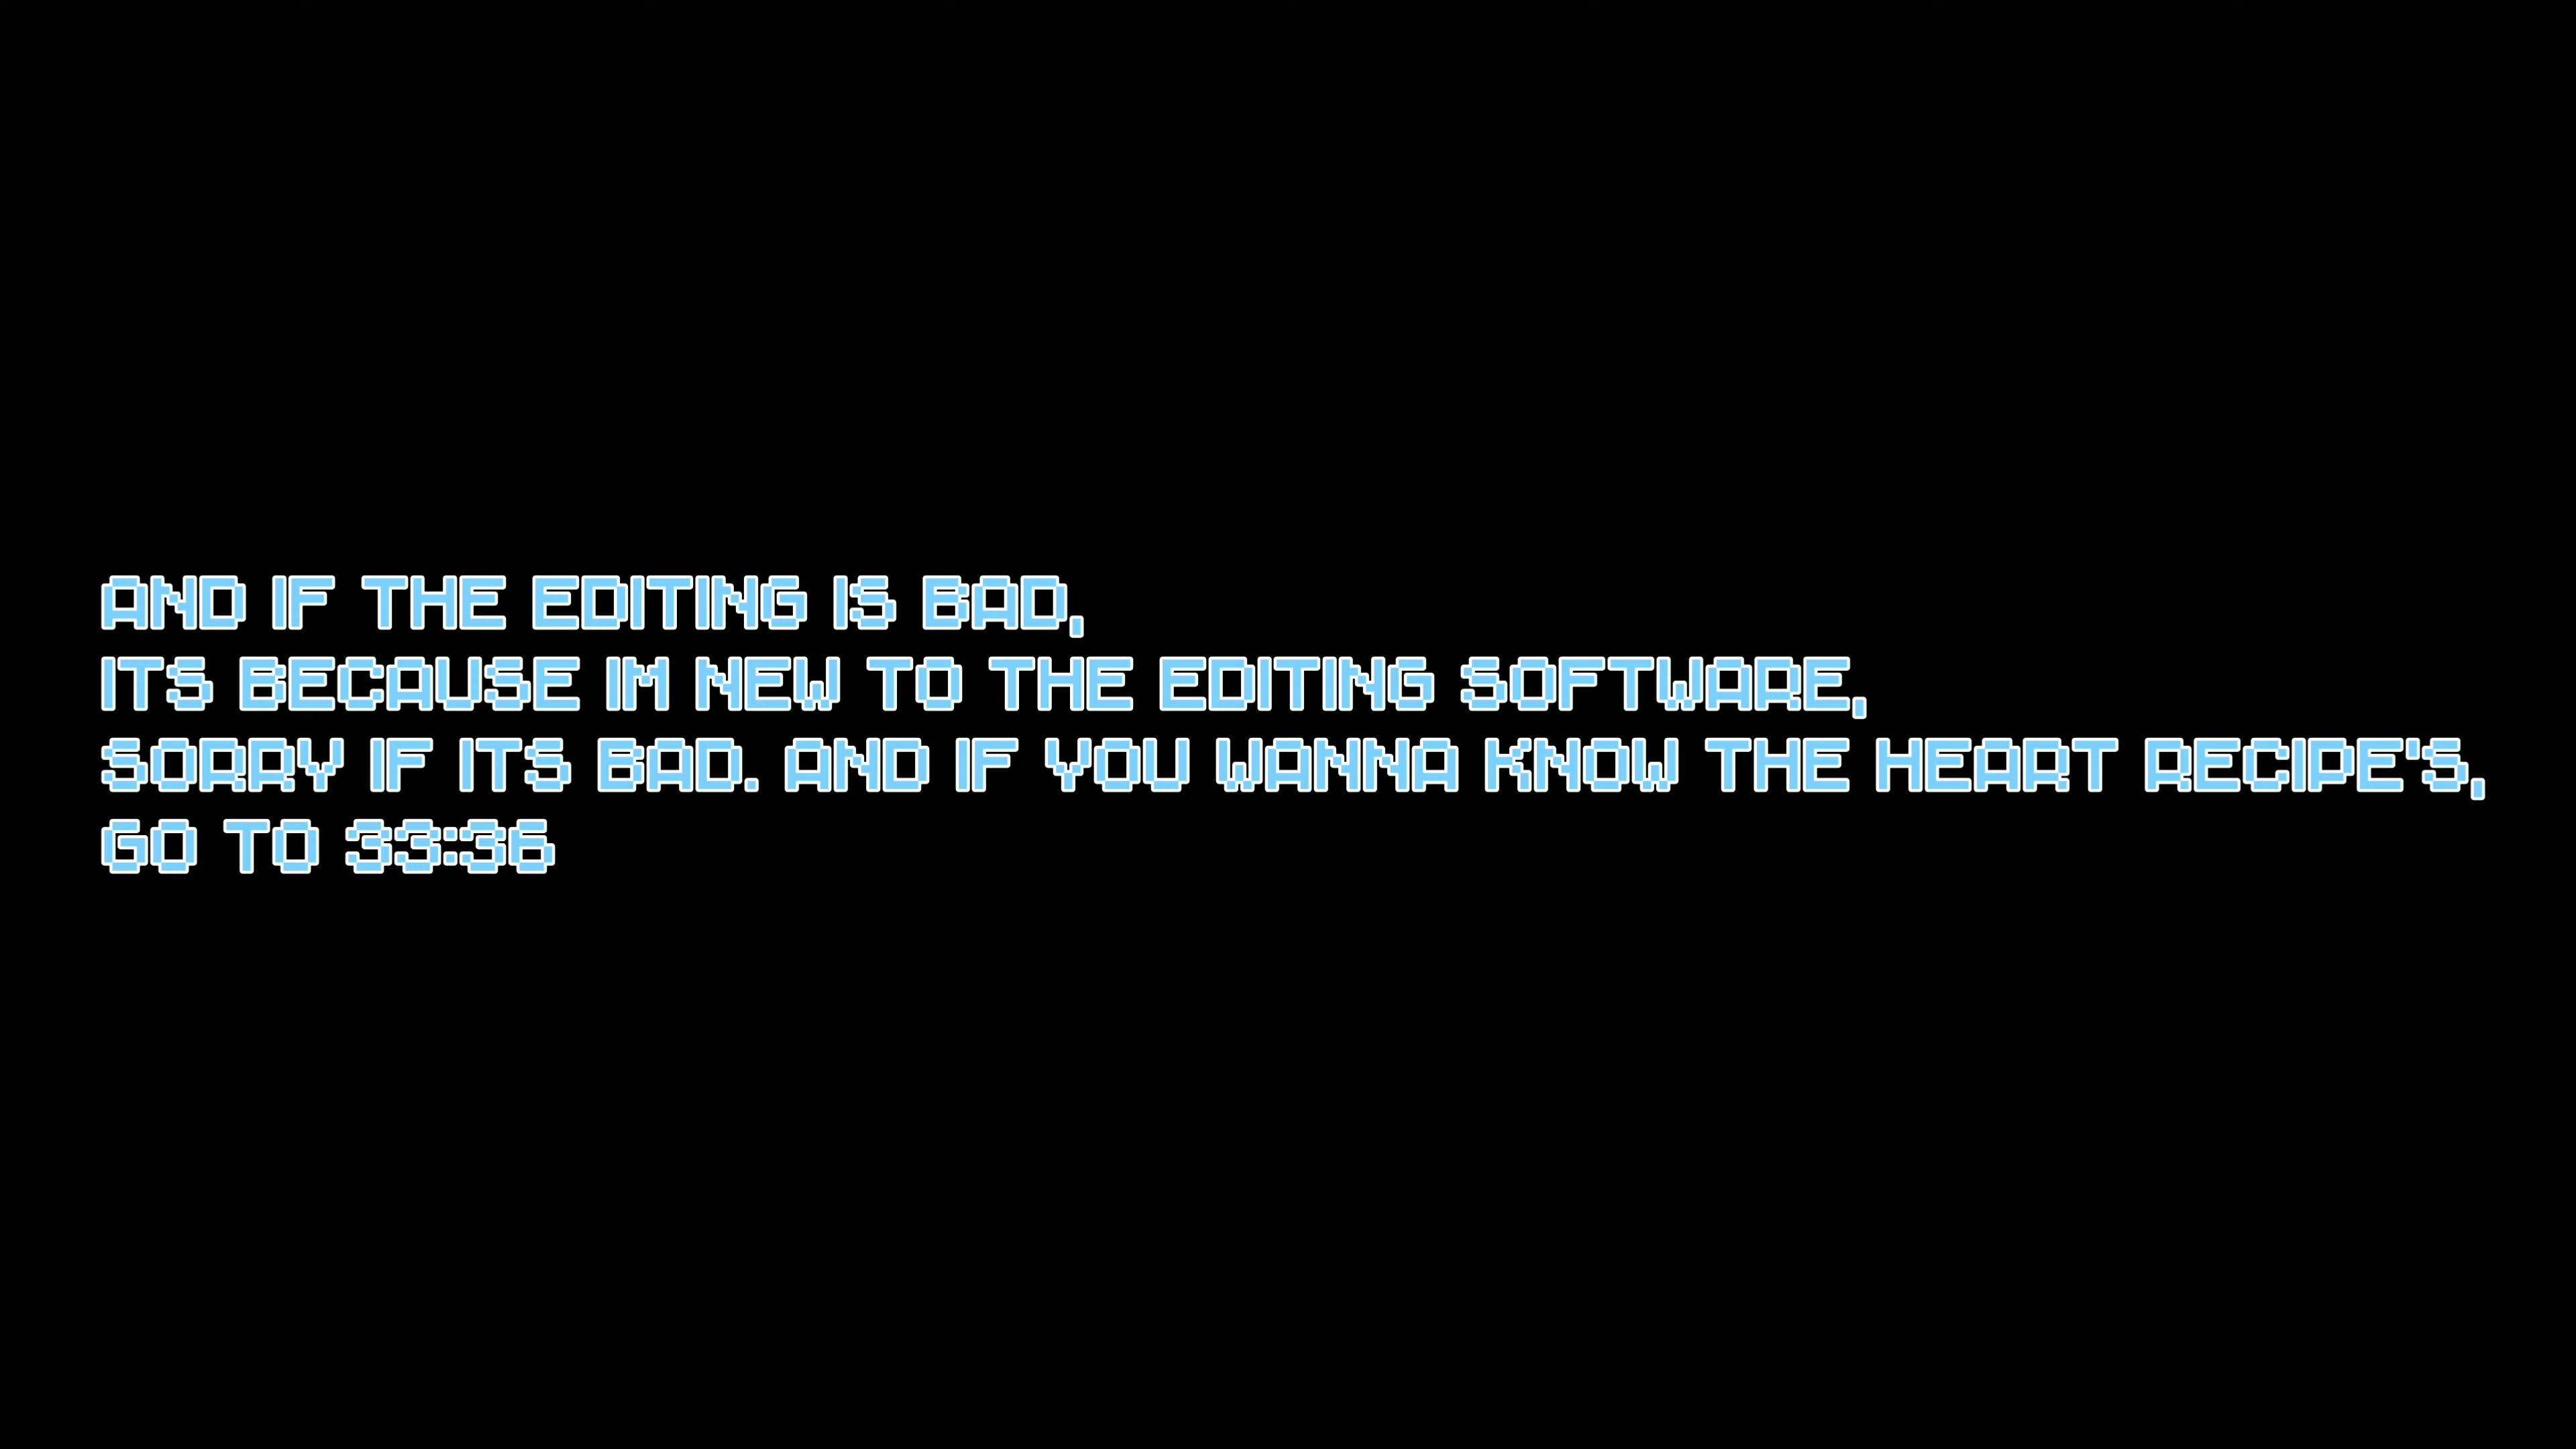 AND IF THE EDITING IS BAD,
ITS BECAUSE IM NEW TO THE EDITING SOFTWARE,
SORRY IF ITS BAD. AND IF YOU WANNA KNOW THE HEART RECIPE'S,
GO TO 33:36